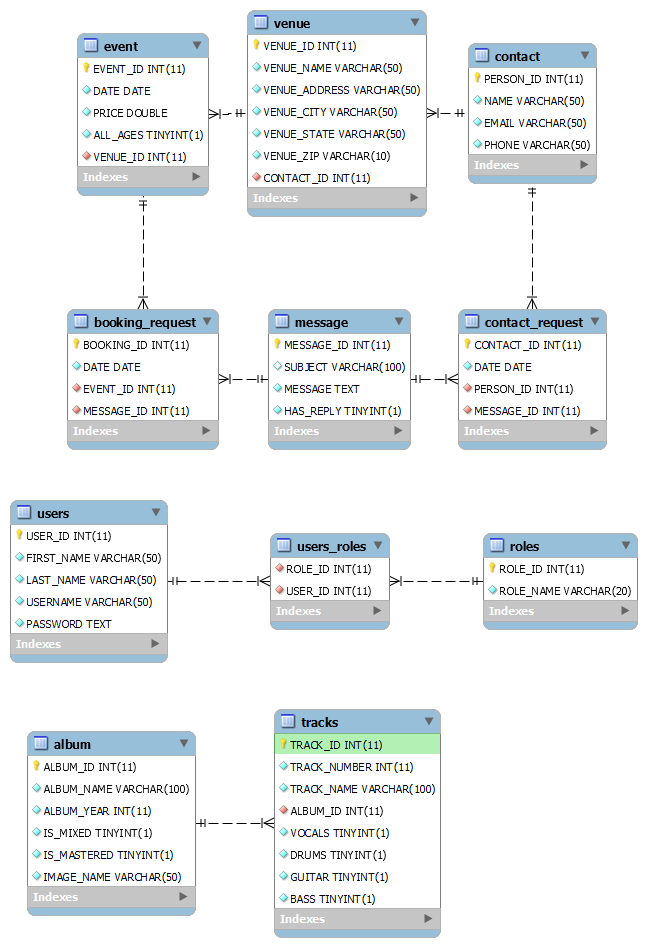 event
EVENT_ID INT(11)
DATE DATE
PRICE DOUBLE
ALL_AGES TINYINT(1)
VENUE_ID INT(11)
Indexes
venue
VENUE_ID INT(11)
VENUE_NAME VARCHAR(50)
VENUE_ADDRESS VARCHAR(50)
VENUE_CITY VARCHAR(50)
VENUE_STATE VARCHAR(50)
VENUE_ZIP VARCHAR(10)
CONTACT_ID INT(11)
Indexes
contact
PERSON_ID INT(11)
NAME VARCHAR(50)
EMAIL VARCHAR(50)
PHONE VARCHAR(50)
Indexes
booking_request
BOOKING_ID INT(11)
DATE DATE
EVENT_ID INT(11)
MESSAGE_ID INT(11)
Indexes
message
MESSAGE_ID INT(11)
SUBJECT VARCHAR(100)
MESSAGE TEXT
HAS_REPLY TINYINT(1)
Indexes
contact_request
CONTACT_ID INT(11)
DATE DATE
PERSON_ID INT(11)
MESSAGE_ID INT(11)
Indexes
users
USER_ID INT(11)
FIRST_NAME VARCHAR(50)
LAST_NAME VARCHAR(50)
USERNAME VARCHAR(50)
PASSWORD TEXT
Indexes
users_roles
ROLE_ID INT(11)
USER_ID INT(11)
Indexes
roles
ROLE_ID INT(11)
ROLE_NAME VARCHAR(20)
Indexes
album
ALBUM_ID INT(11)
ALBUM_NAME VARCHAR(100)
ALBUM_YEAR INT(11)
IS_MIXED TINYINT(1)
IS_MASTERED TINYINT(1)
IMAGE_NAME VARCHAR(50)
Indexes
tracks
TRACK_ID INT(11)
TRACK_NUMBER INT(11)
TRACK_NAME VARCHAR(100)
ALBUM_ID INT(11)
VOCALS TINYINT(1)
DRUMS TINYINT(1)
GUITAR TINYINT(1)
BASS TINYINT(1)
Indexes